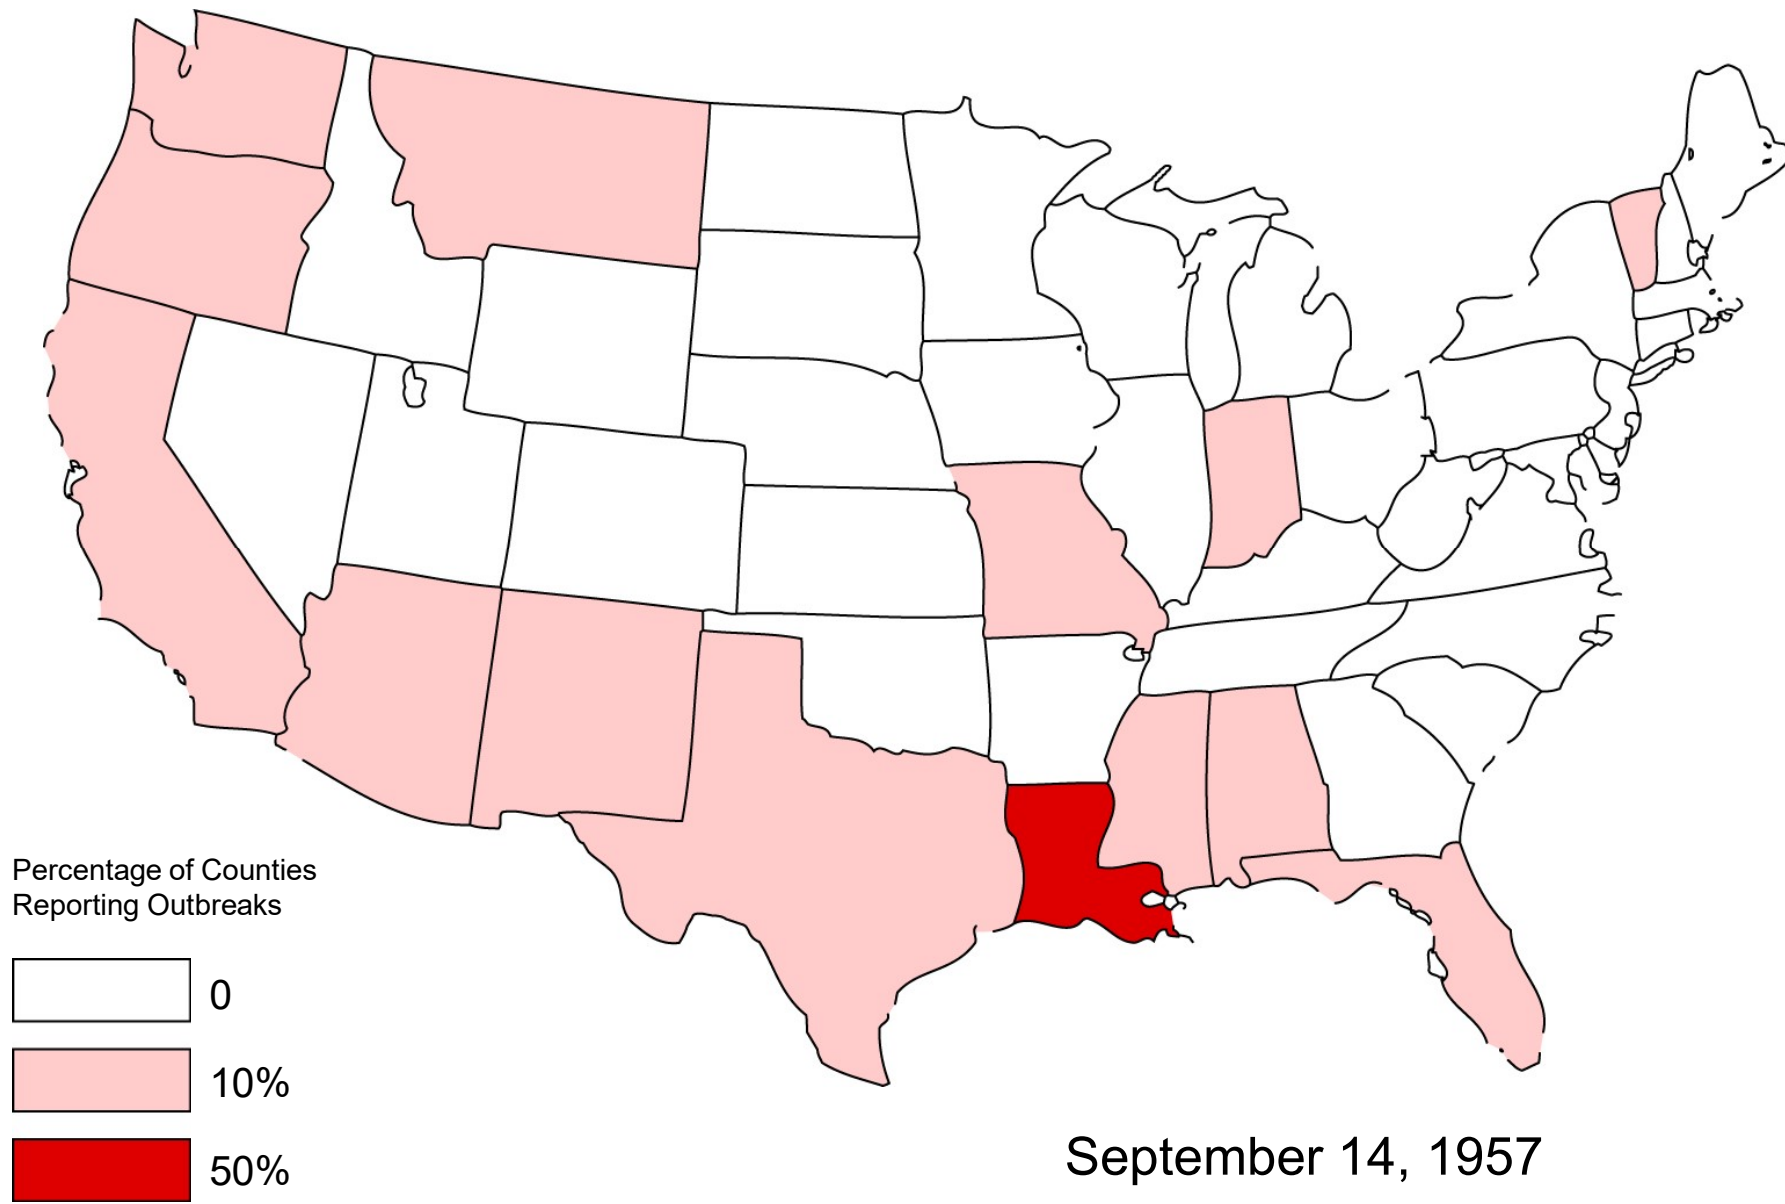 Percentage of Counties
Reporting Outbreaks
0
10%
50%
September 14, 1957